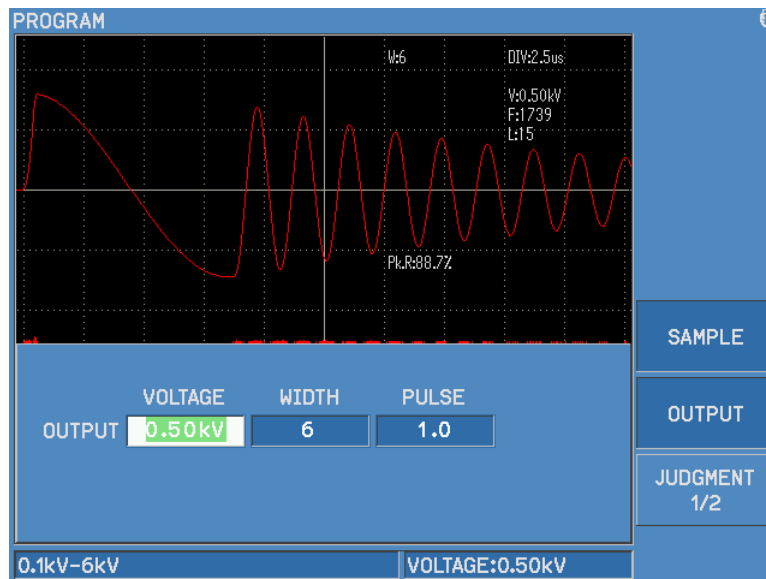 PROGRAM
W:6 DIV:2.5us
V:0.50kV
F:1739
L:15
Pk.R:88.7%
SAMPLE
VOLTAGE WIDTH PULSE
OUTPUT 0.50kV 6 1.0
OUTPUT
JUDGMENT
1/2
0.1kV-6kV VOLTAGE:0.50kV